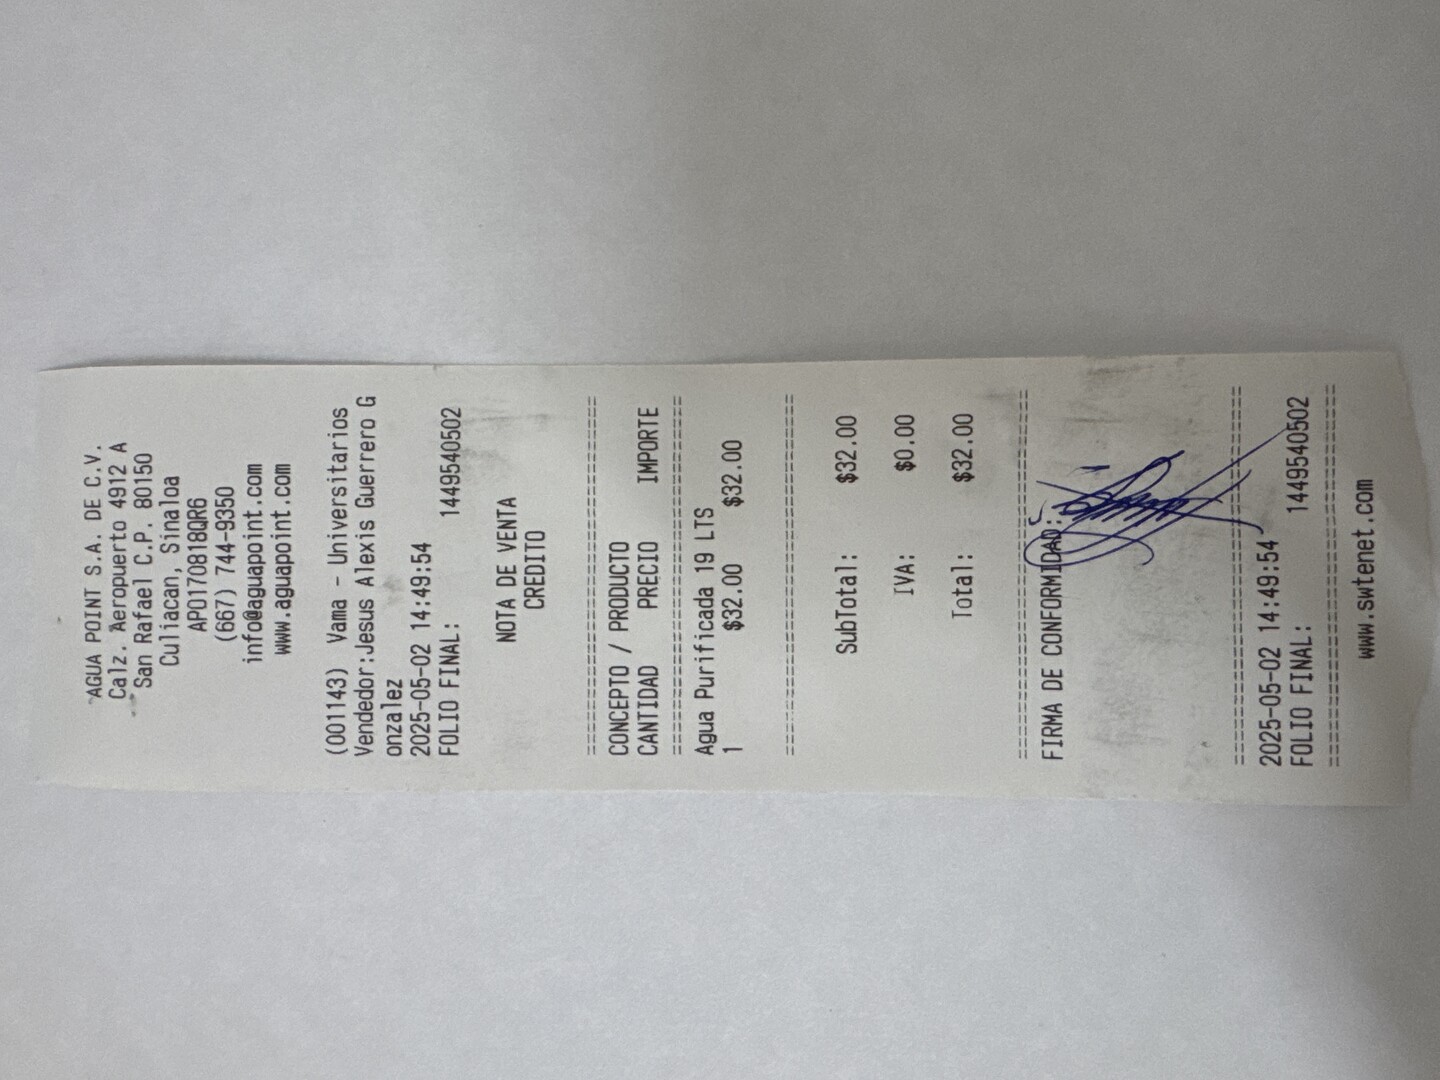 AGUA POINT S.A. DE C.V.
Calz. Aeropuerto 4912 A
San Rafael C.P. 80150
Culiacan, Sinaloa
APO170818QR6
(667) 744-9350
info@aguapoint.com
www.aguapoint.com
(001143) Vama - Universitarios
Vendedor:Jesus Alexis Guerrero G
onzalez
2025-05-02 14:49:54
FOLIO FINAL: 1449540502
NOTA DE VENTA
CREDITO
================================
CONCEPTO / PRODUCTO
CANTIDAD PRECIO IMPORTE
================================
Agua Purificada 19 LTS
1 $32.00 $32.00
================================
SubTotal: $32.00
IVA: $0.00
Total: $32.00
================================
FIRMA DE CONFORMIDAD:
================================
2025-05-02 14:49:54
FOLIO FINAL: 1449540502
================================
www.swtenet.com